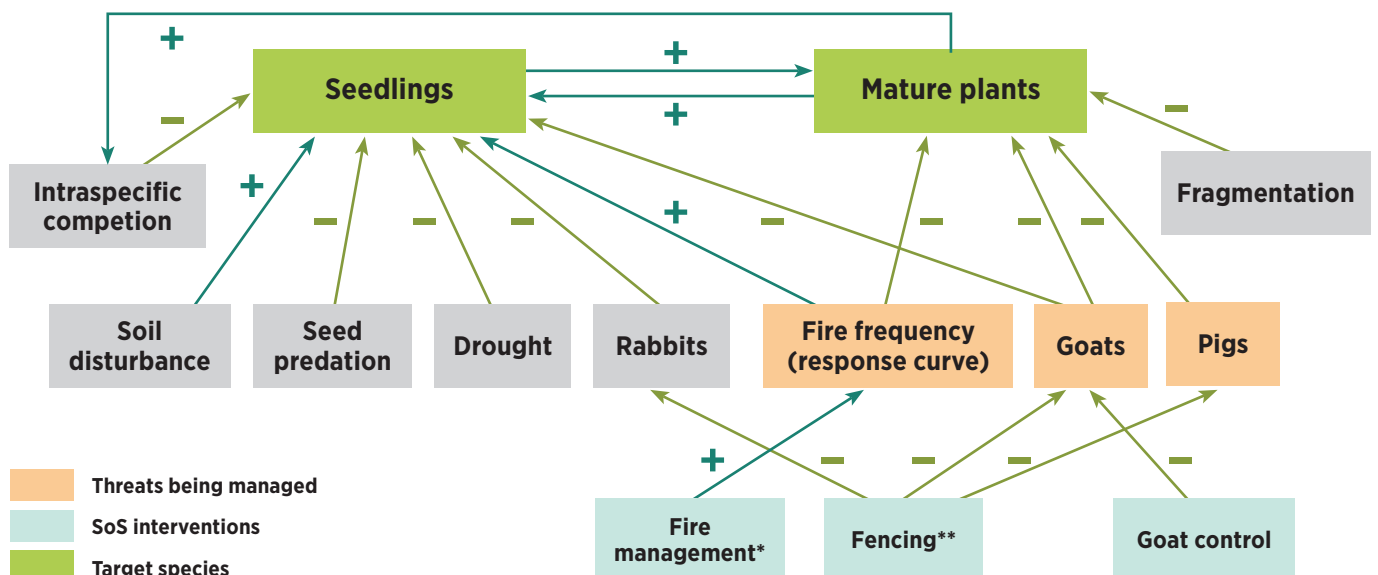 +
+
Seedlings
Mature plants
+
−
−
Intraspecific
competion
+
Fragmentation
−
−
−
+
−
−
−
−
Soil
disturbance
Seed
predation
Drought
Rabbits
Fire frequency
(response curve)
Goats
Pigs
+
−
−
−
−
Threats being managed
SoS interventions
Target species
Fire
management*
Fencing**
Goat control